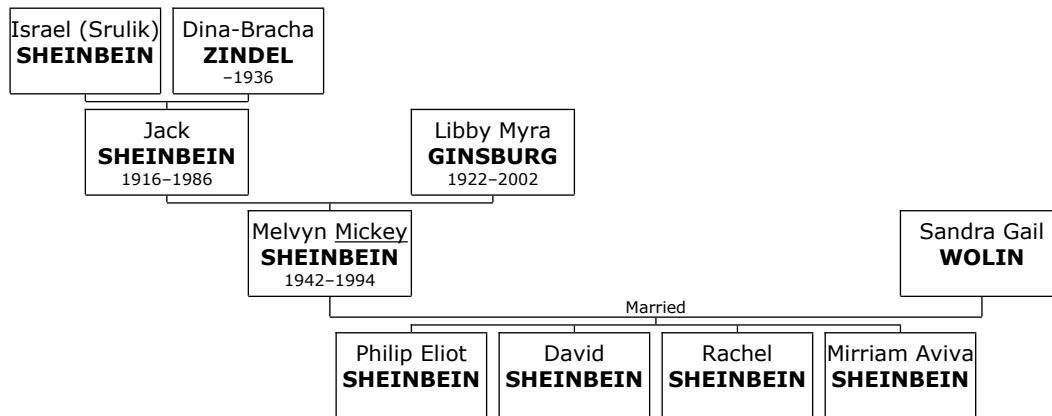 Israel (Srulik)
SHEINBEIN
Dina-Bracha
ZINDEL
–1936
Jack
SHEINBEIN
1916–1986
Libby Myra
GINSBURG
1922–2002
Melvyn Mickey
SHEINBEIN
1942–1994
Sandra Gail
WOLIN
Married
Philip Eliot
SHEINBEIN
David
SHEINBEIN
Rachel
SHEINBEIN
Mirriam Aviva
SHEINBEIN